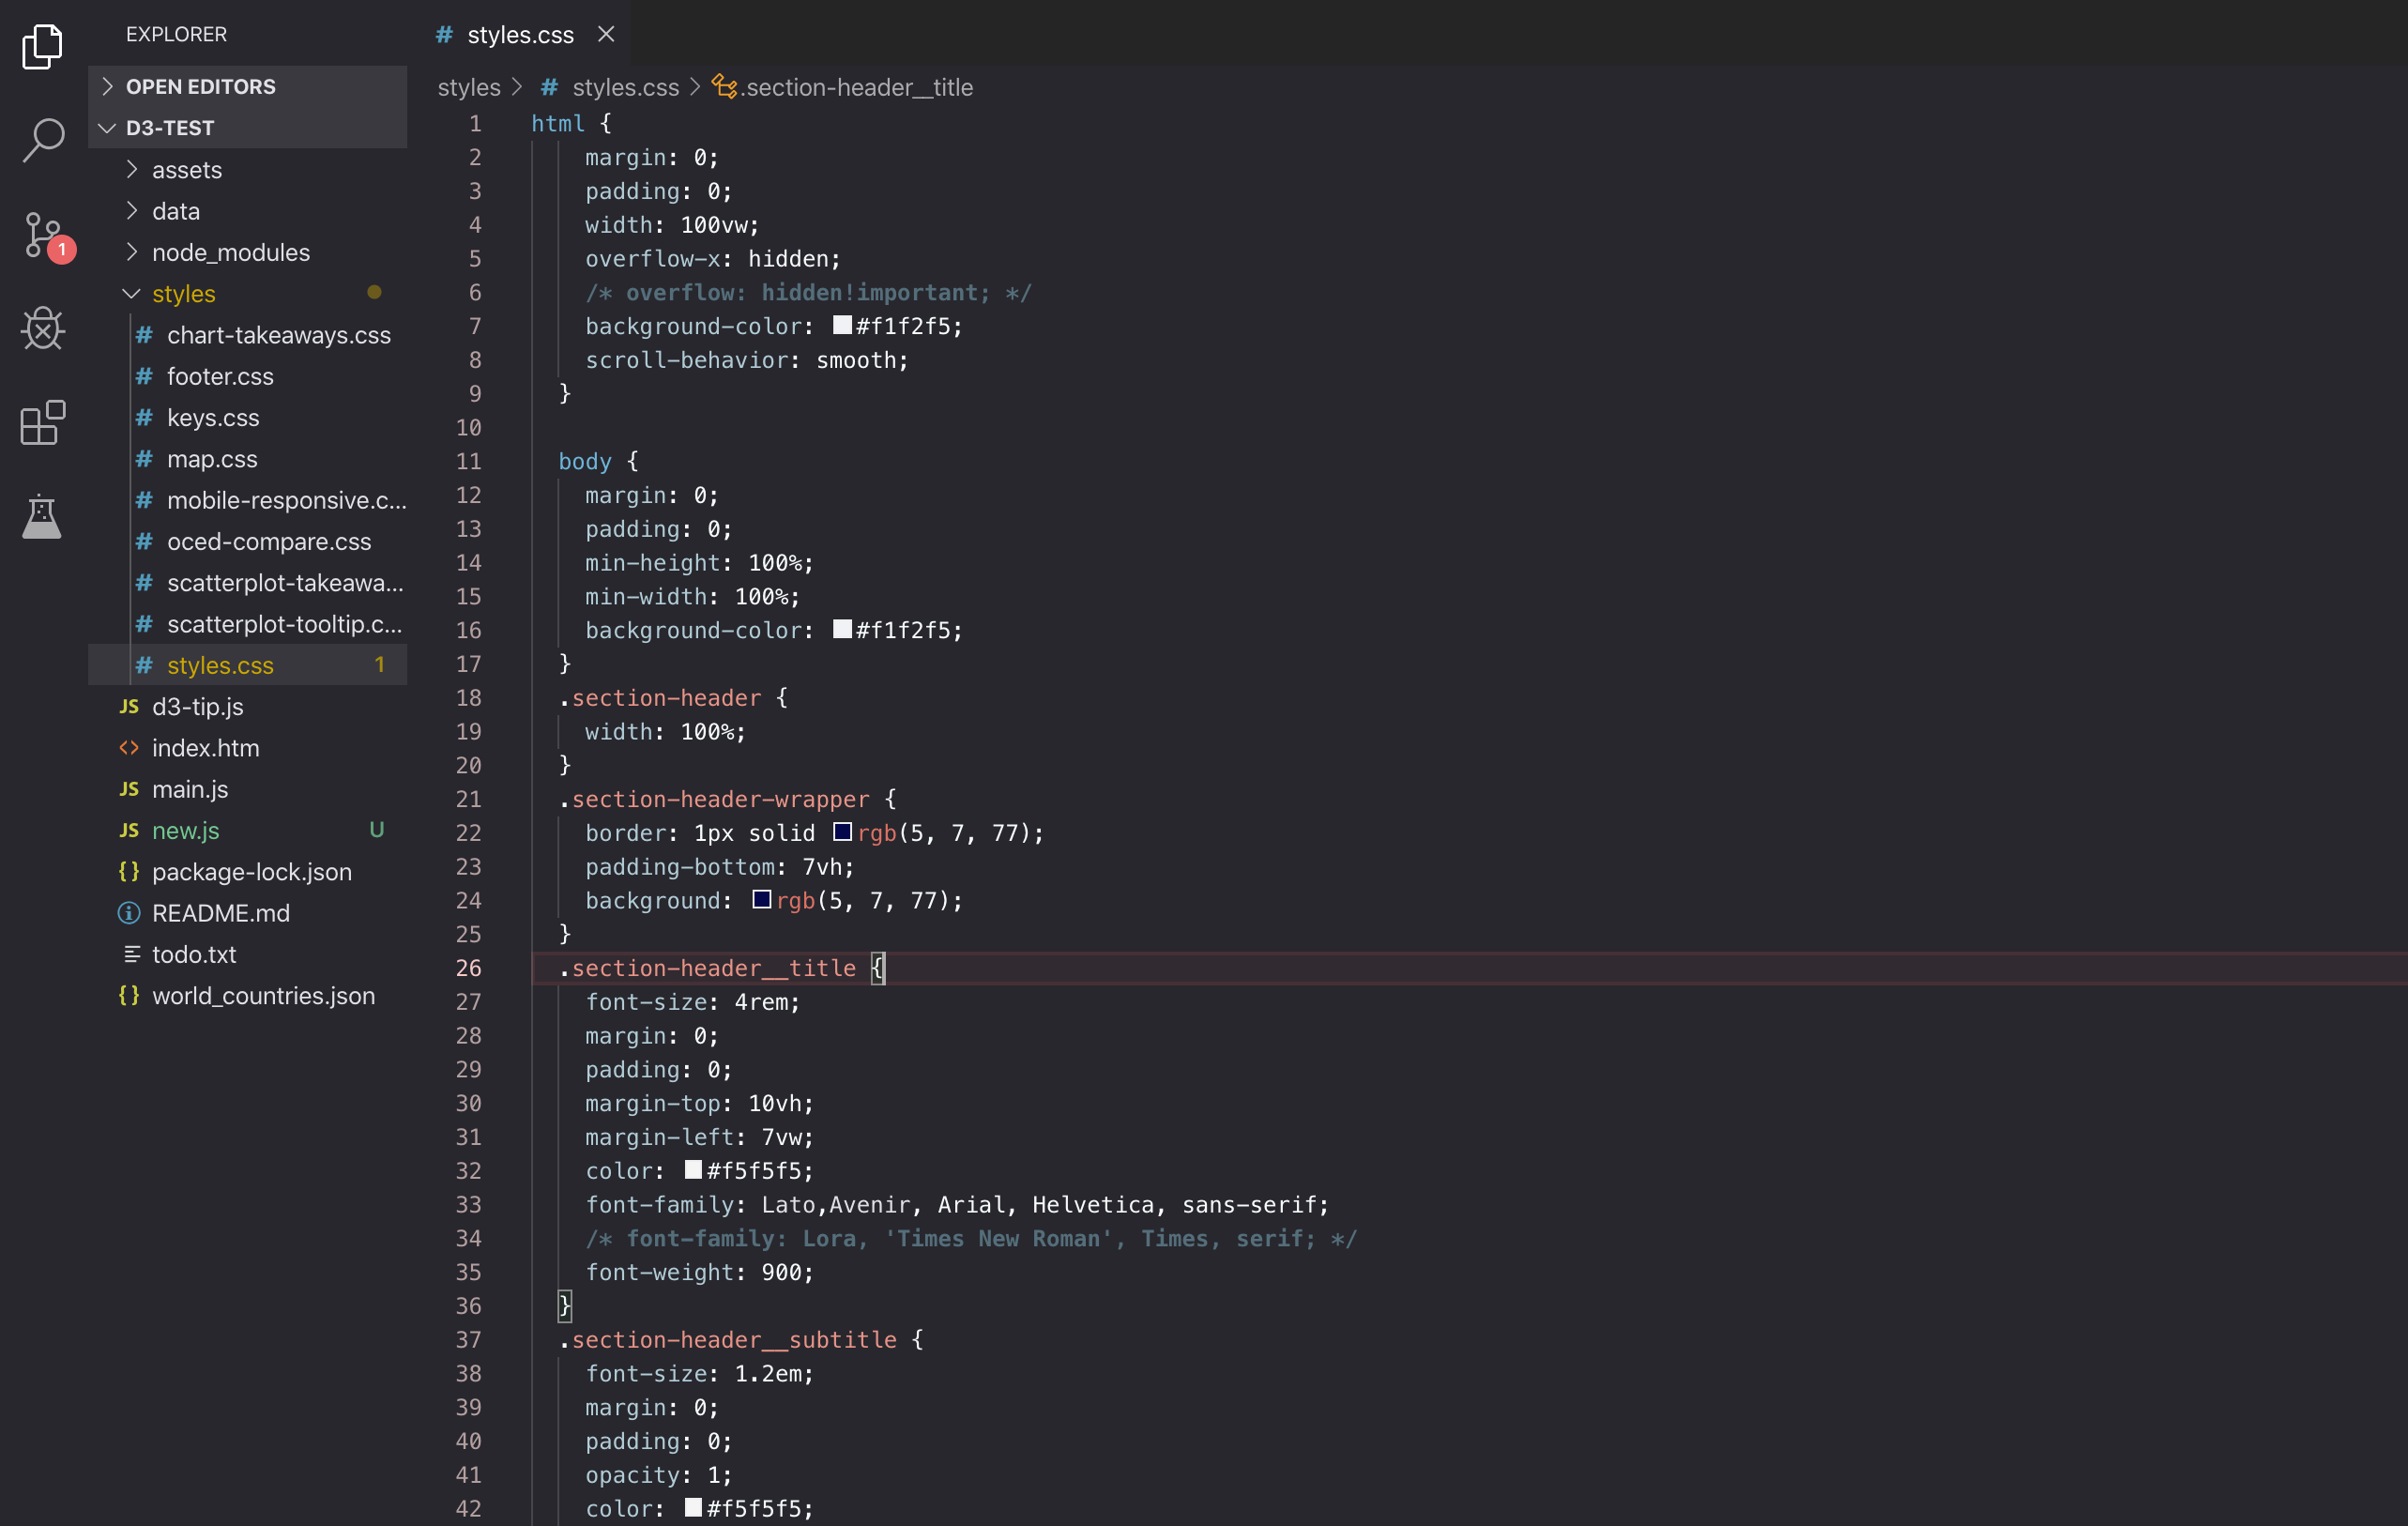 EXPLORER
OPEN EDITORS
D3-TEST
assets
data
node_modules
styles
# chart-takeaways.css
# footer.css
# keys.css
# map.css
# mobile-responsive.c...
# oced-compare.css
# scatterplot-takeawa...
# scatterplot-tooltip.c...
# styles.css 1
JS d3-tip.js
<> index.htm
JS main.js
JS new.js U
{} package-lock.json
README.md
todo.txt
{} world_countries.json
1
# styles.css ×
styles > # styles.css > .section-header__title
1 html {
2 margin: 0;
3 padding: 0;
4 width: 100vw;
5 overflow-x: hidden;
6 /* overflow: hidden!important; */
7 background-color: #f1f2f5;
8 scroll-behavior: smooth;
9 }
10
11 body {
12 margin: 0;
13 padding: 0;
14 min-height: 100%;
15 min-width: 100%;
16 background-color: #f1f2f5;
17 }
18 .section-header {
19 width: 100%;
20 }
21 .section-header-wrapper {
22 border: 1px solid rgb(5, 7, 77);
23 padding-bottom: 7vh;
24 background: rgb(5, 7, 77);
25 }
26 .section-header__title {
27 font-size: 4rem;
28 margin: 0;
29 padding: 0;
30 margin-top: 10vh;
31 margin-left: 7vw;
32 color: #f5f5f5;
33 font-family: Lato,Avenir, Arial, Helvetica, sans-serif;
34 /* font-family: Lora, 'Times New Roman', Times, serif; */
35 font-weight: 900;
36 }
37 .section-header__subtitle {
38 font-size: 1.2em;
39 margin: 0;
40 padding: 0;
41 opacity: 1;
42 color: #f5f5f5;